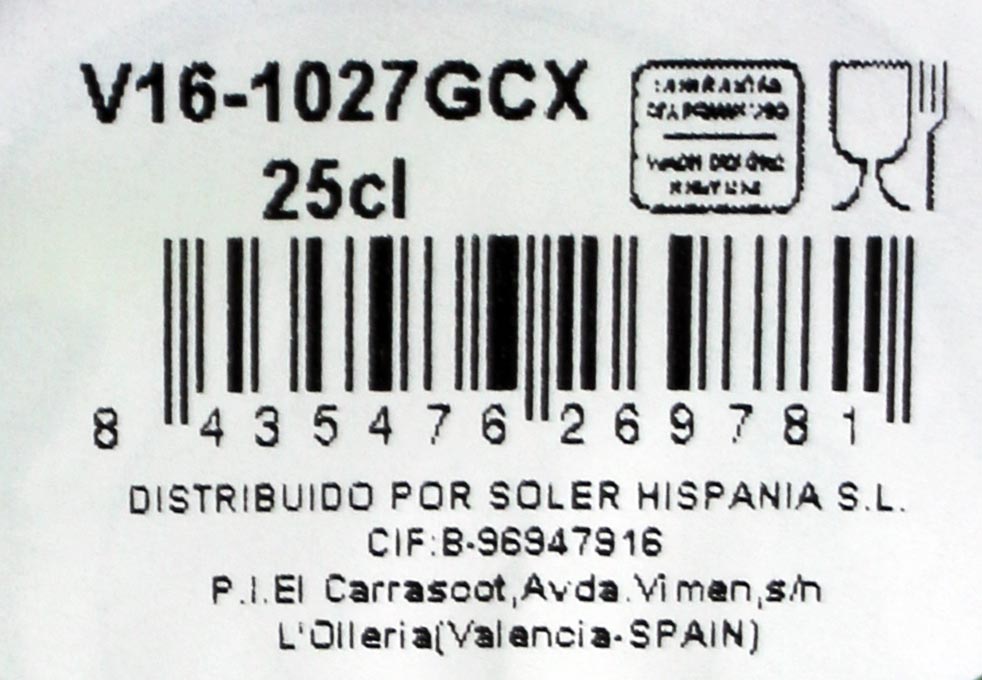 V16-1027GCX
25cl
8 435476 269781
DISTRIBUIDO POR SOLER HISPANIA S.L.
CIF:B-96947916
P.I.El Carrascot,Avda.Vimen,s/n
L'Olleria(Valencia-SPAIN)